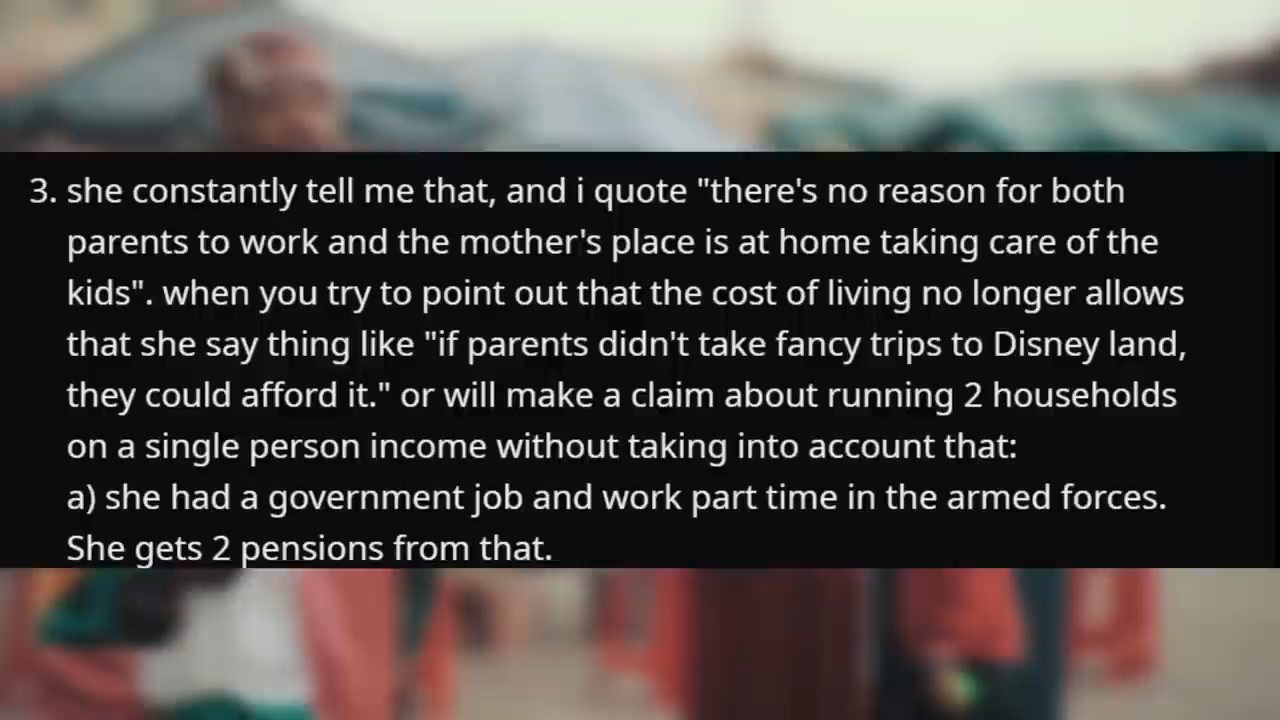 3. she constantly tell me that, and i quote "there's no reason for both
parents to work and the mother's place is at home taking care of the
kids". when you try to point out that the cost of living no longer allows
that she say thing like "if parents didn't take fancy trips to Disney land,
they could afford it." or will make a claim about running 2 households
on a single person income without taking into account that:
a) she had a government job and work part time in the armed forces.
She gets 2 pensions from that.